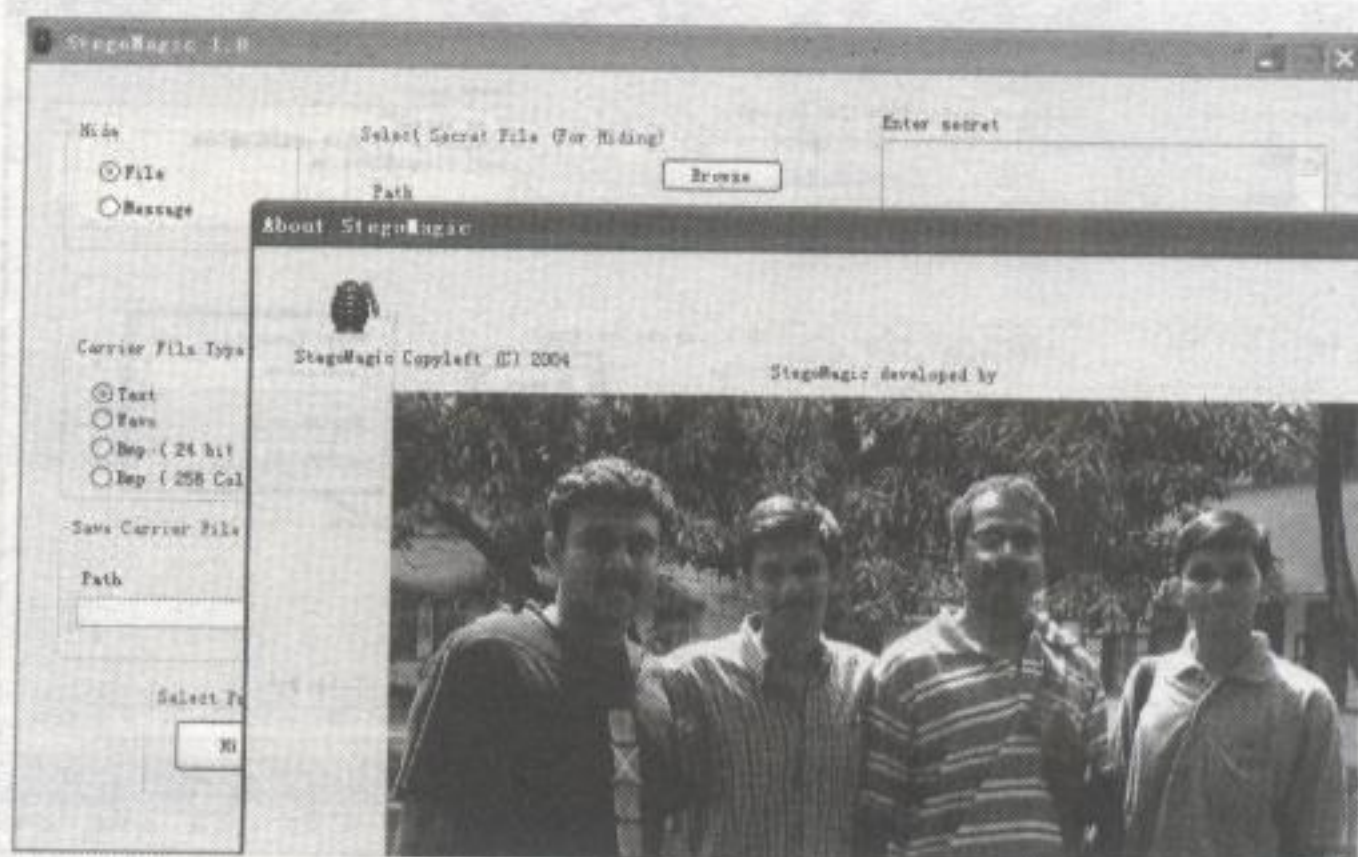 StegoMagic 1.0
Hide
File
Message
Select Secret File (For Hiding)
Browse
Path
Enter secret
About StegoMagic
StegoMagic Copyleft (C) 2004
StegoMagic developed by
Carrier File Type
Text
Wave
Bmp ( 24 bit
Bmp ( 256 Col
Save Carrier File
Path
Select
Hi